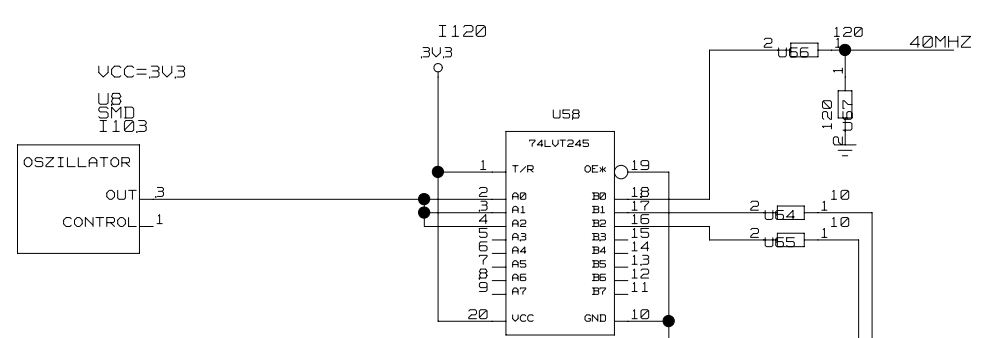 I120
3V3
120
2 U66 1
40MHZ
1
120
U67
2
VCC=3V3
U8
SMD
I103
U58
74LVT245
OSZILLATOR
OUT 3
CONTROL 1
1 T/R OE* 19
2 A0 B0 18
3 A1 B1 17
4 A2 B2 16
5 A3 B3 15
6 A4 B4 14
7 A5 B5 13
8 A6 B6 12
9 A7 B7 11
20 VCC GND 10
2 U64 1 10
2 U65 1 10